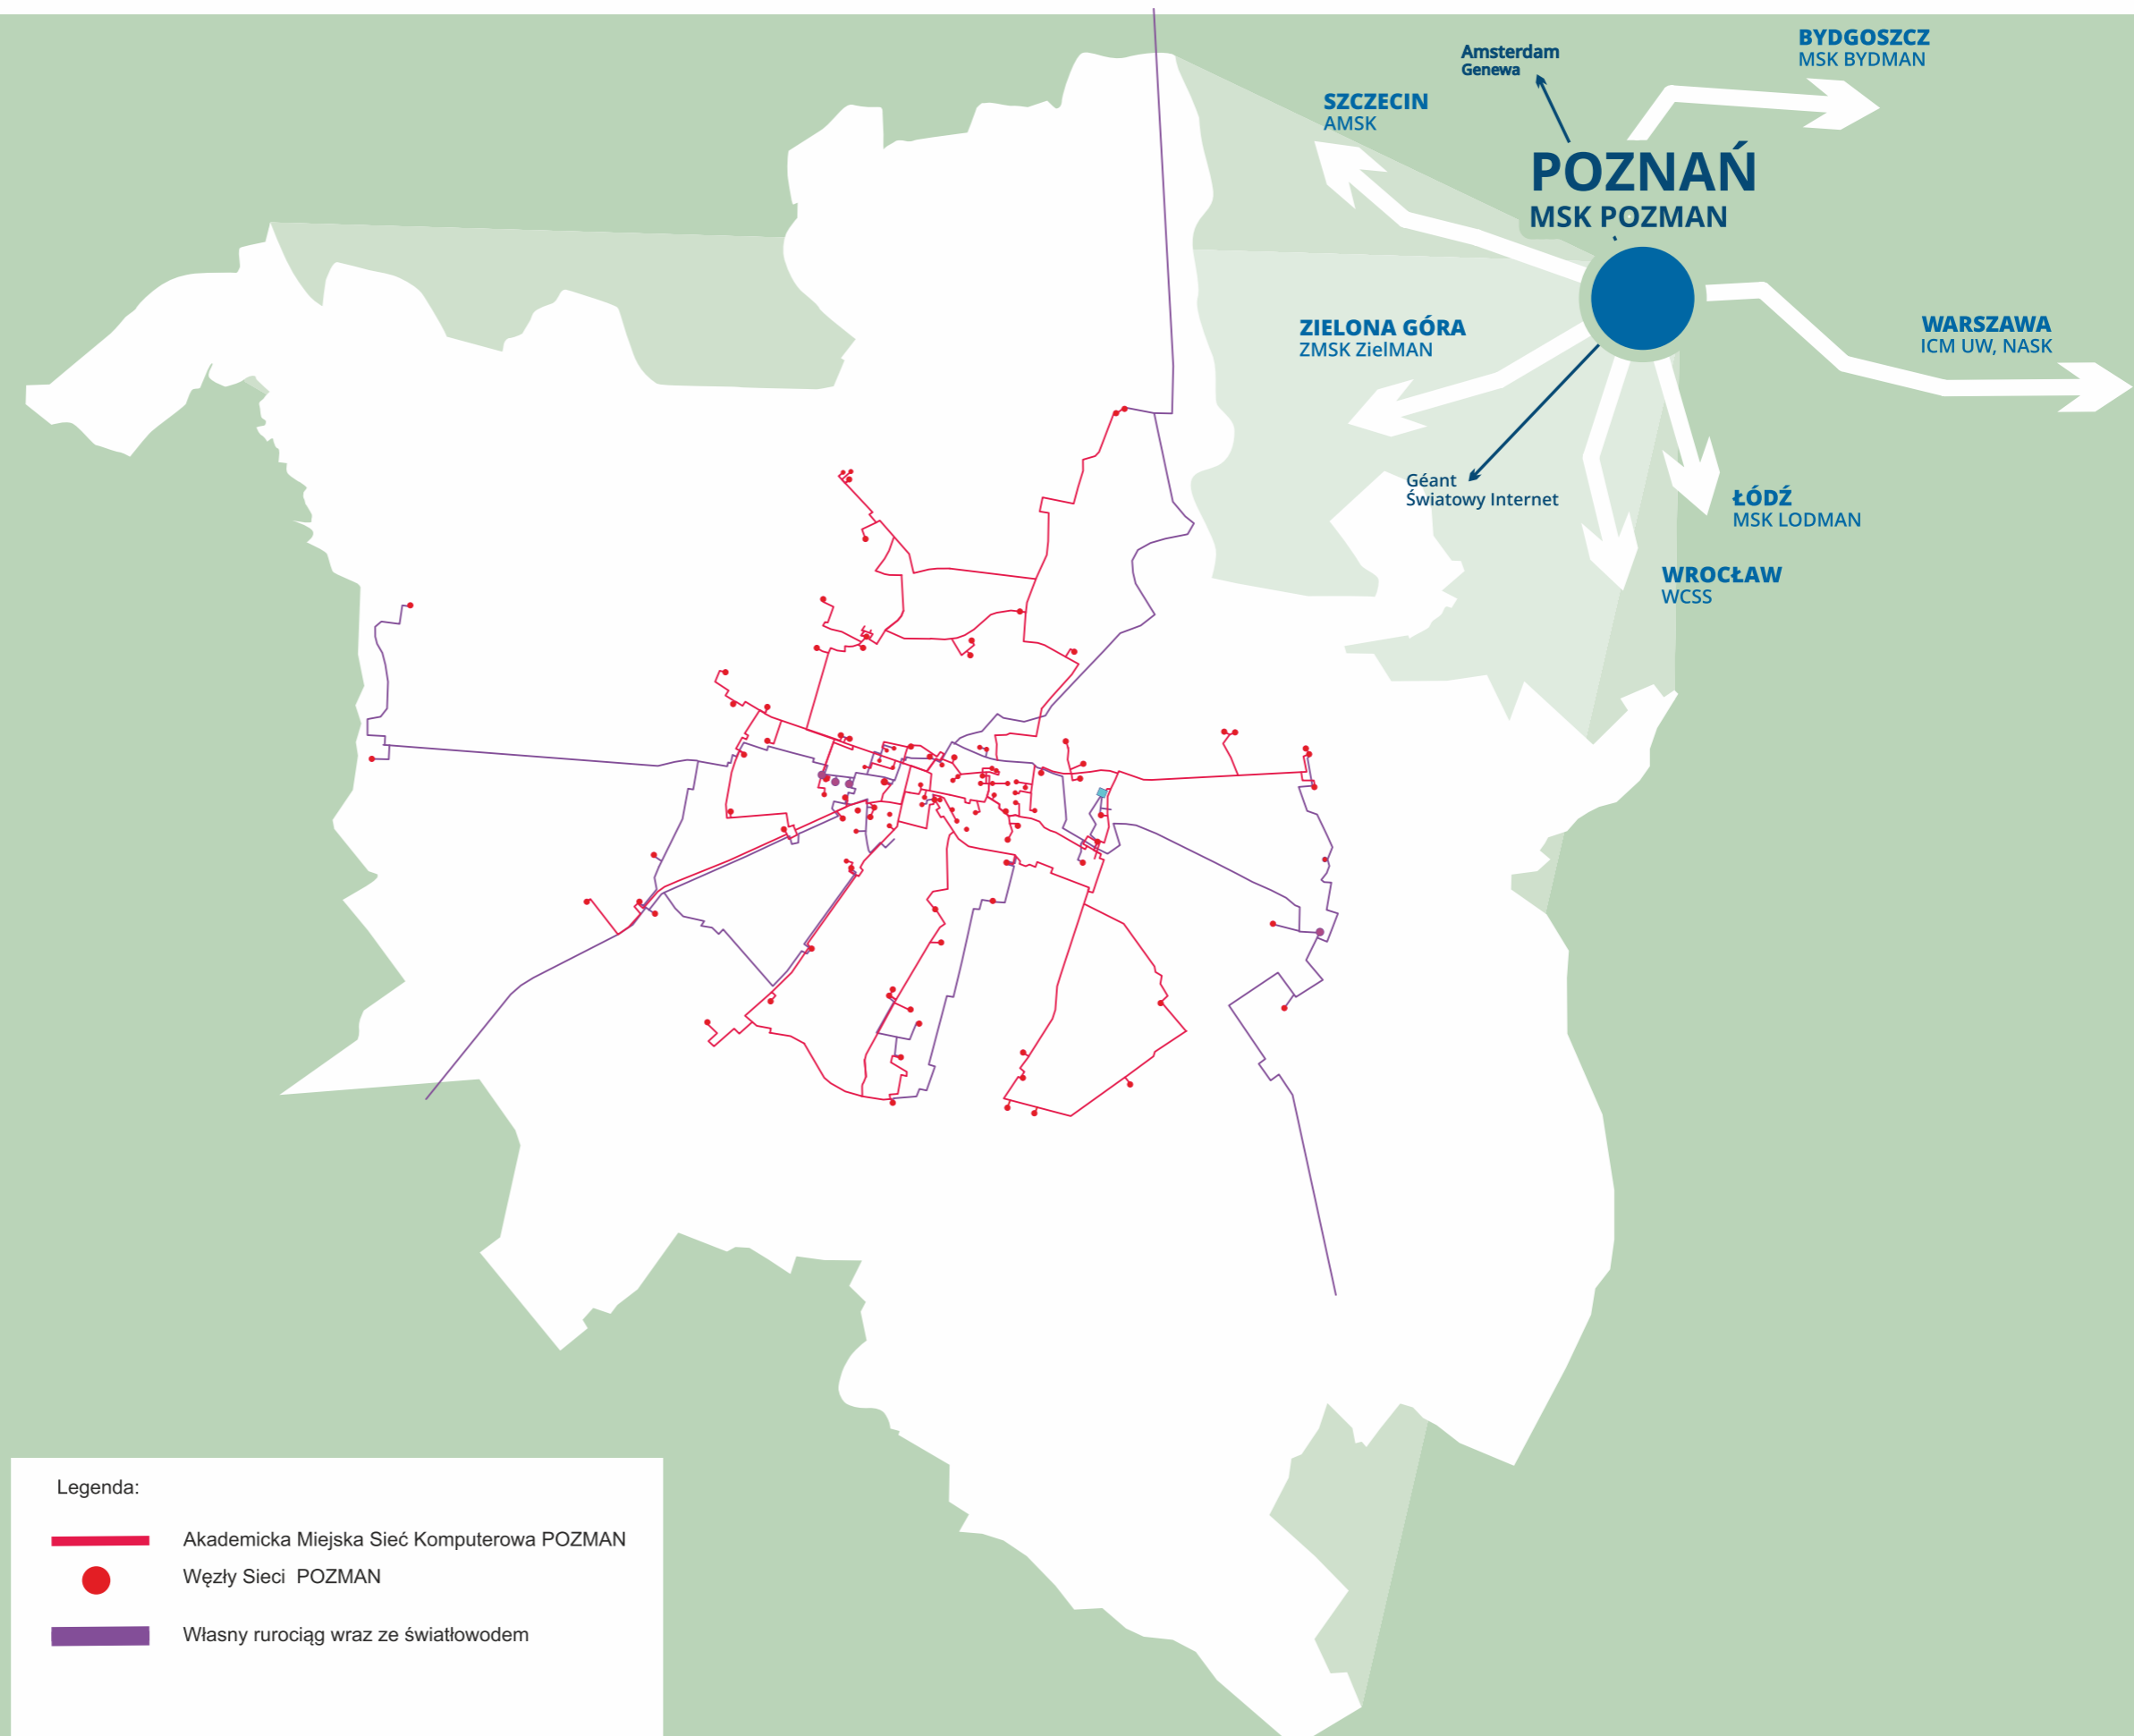 BYDGOSZCZ
MSK BYDMAN
Amsterdam
Genewa
SZCZECIN
AMSK
POZNAŃ
MSK POZMAN
ZIELONA GÓRA
ZMSK ZielMAN
WARSZAWA
ICM UW, NASK
Géant
Światowy Internet
ŁÓDŹ
MSK LODMAN
WROCŁAW
WCSS
Legenda:
Akademicka Miejska Sieć Komputerowa POZMAN
Węzły Sieci POZMAN
Własny rurociąg wraz ze światłowodem